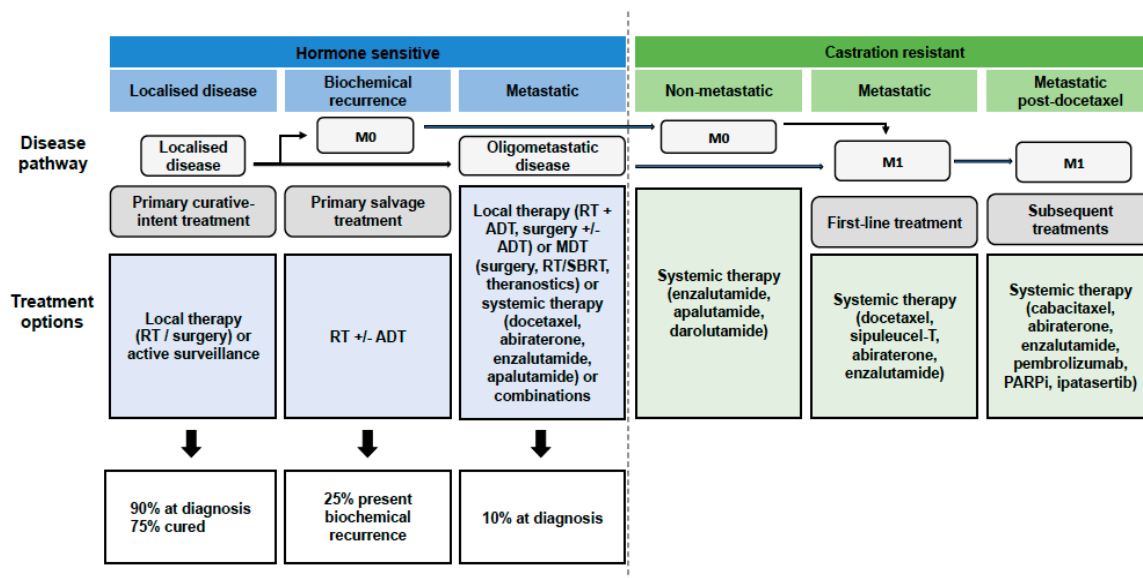 Hormone sensitive
Castration resistant
Localised disease
Biochemical
recurrence
Metastatic
Non-metastatic
Metastatic
Metastatic
post-docetaxel
Disease
pathway
Localised
disease
M0
Oligometastatic
disease
M0
M1
M1
Primary curative-
intent treatment
Primary salvage
treatment
First-line treatment
Subsequent
treatments
Treatment
options
Local therapy
(RT / surgery) or
active surveillance
RT +/- ADT
Local therapy (RT +
ADT, surgery +/-
ADT) or MDT
(surgery, RT/SBRT,
theranostics) or
systemic therapy
(docetaxel,
abiraterone,
enzalutamide,
apalutamide) or
combinations
Systemic therapy
(enzalutamide,
apalutamide,
darolutamide)
Systemic therapy
(docetaxel,
sipuleucel-T,
abiraterone,
enzalutamide)
Systemic therapy
(cabacitaxel,
abiraterone,
enzalutamide,
pembrolizumab,
PARPi, ipatasertib)
90% at diagnosis
75% cured
25% present
biochemical
recurrence
10% at diagnosis